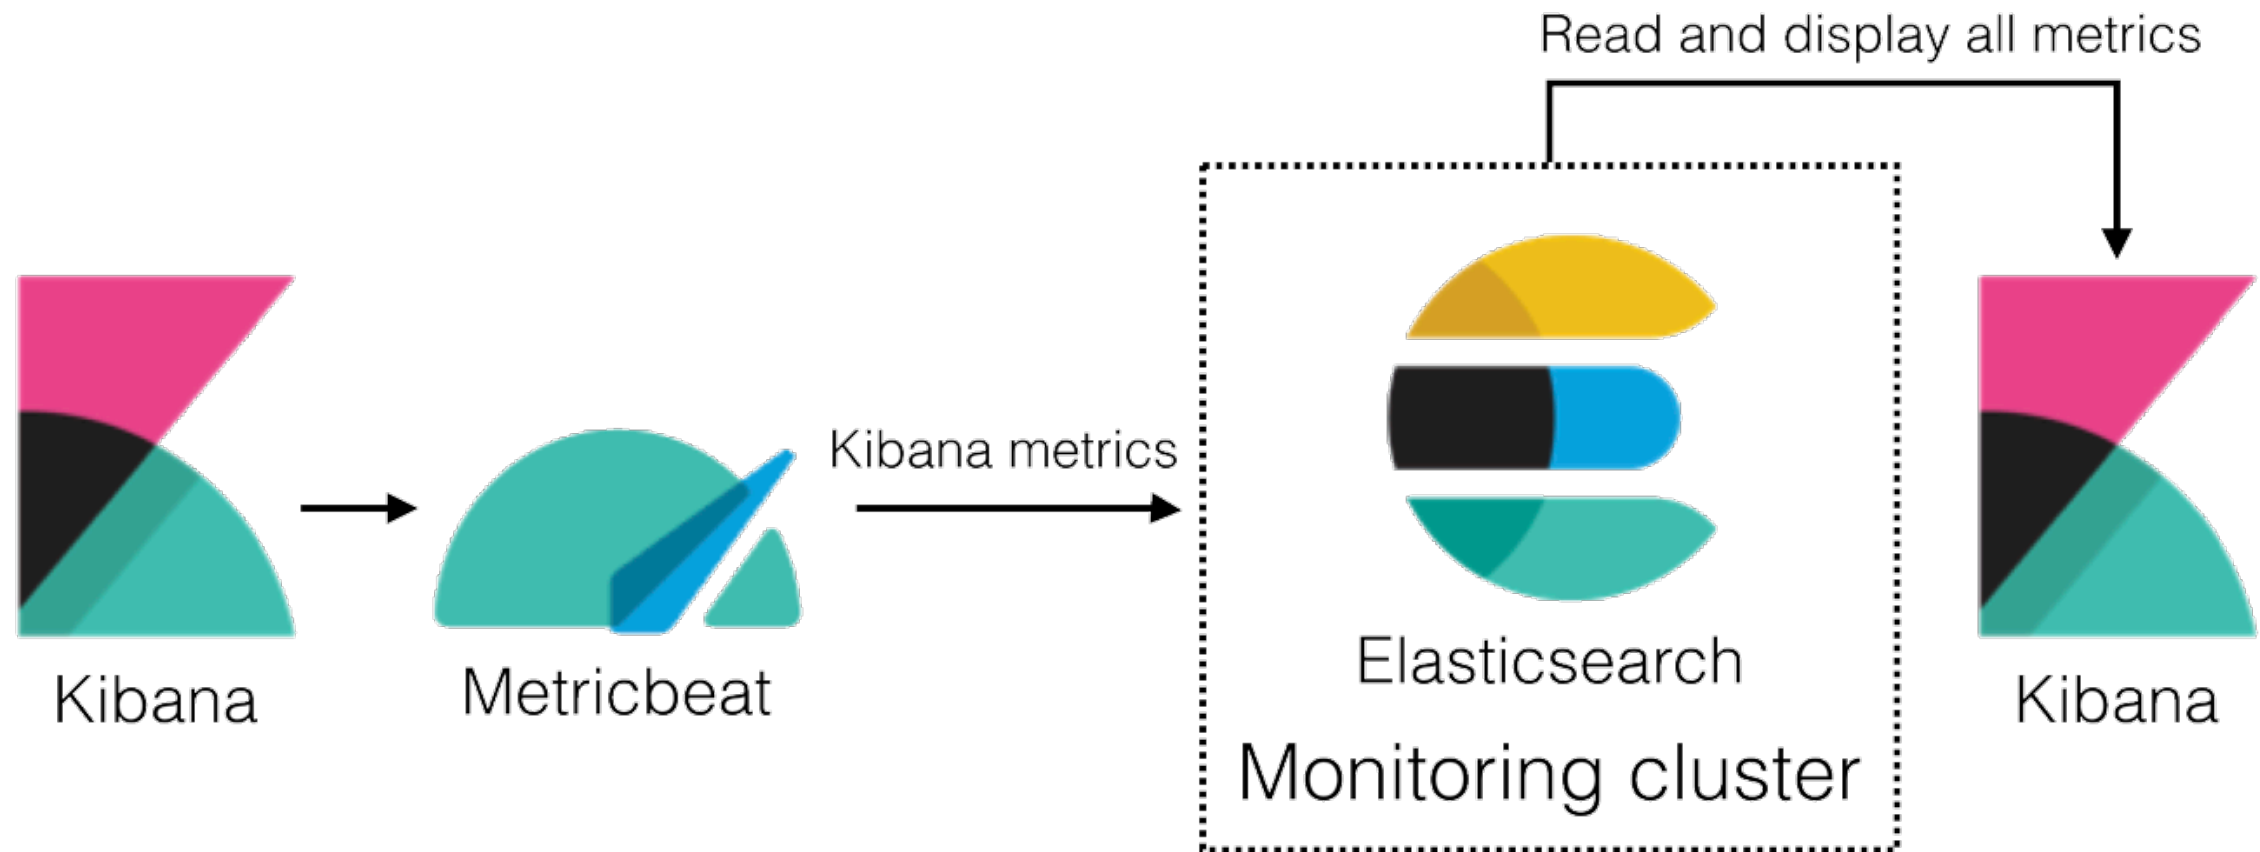 Read and display all metrics
Kibana metrics
Kibana
Metricbeat
Elasticsearch
Monitoring cluster
Kibana